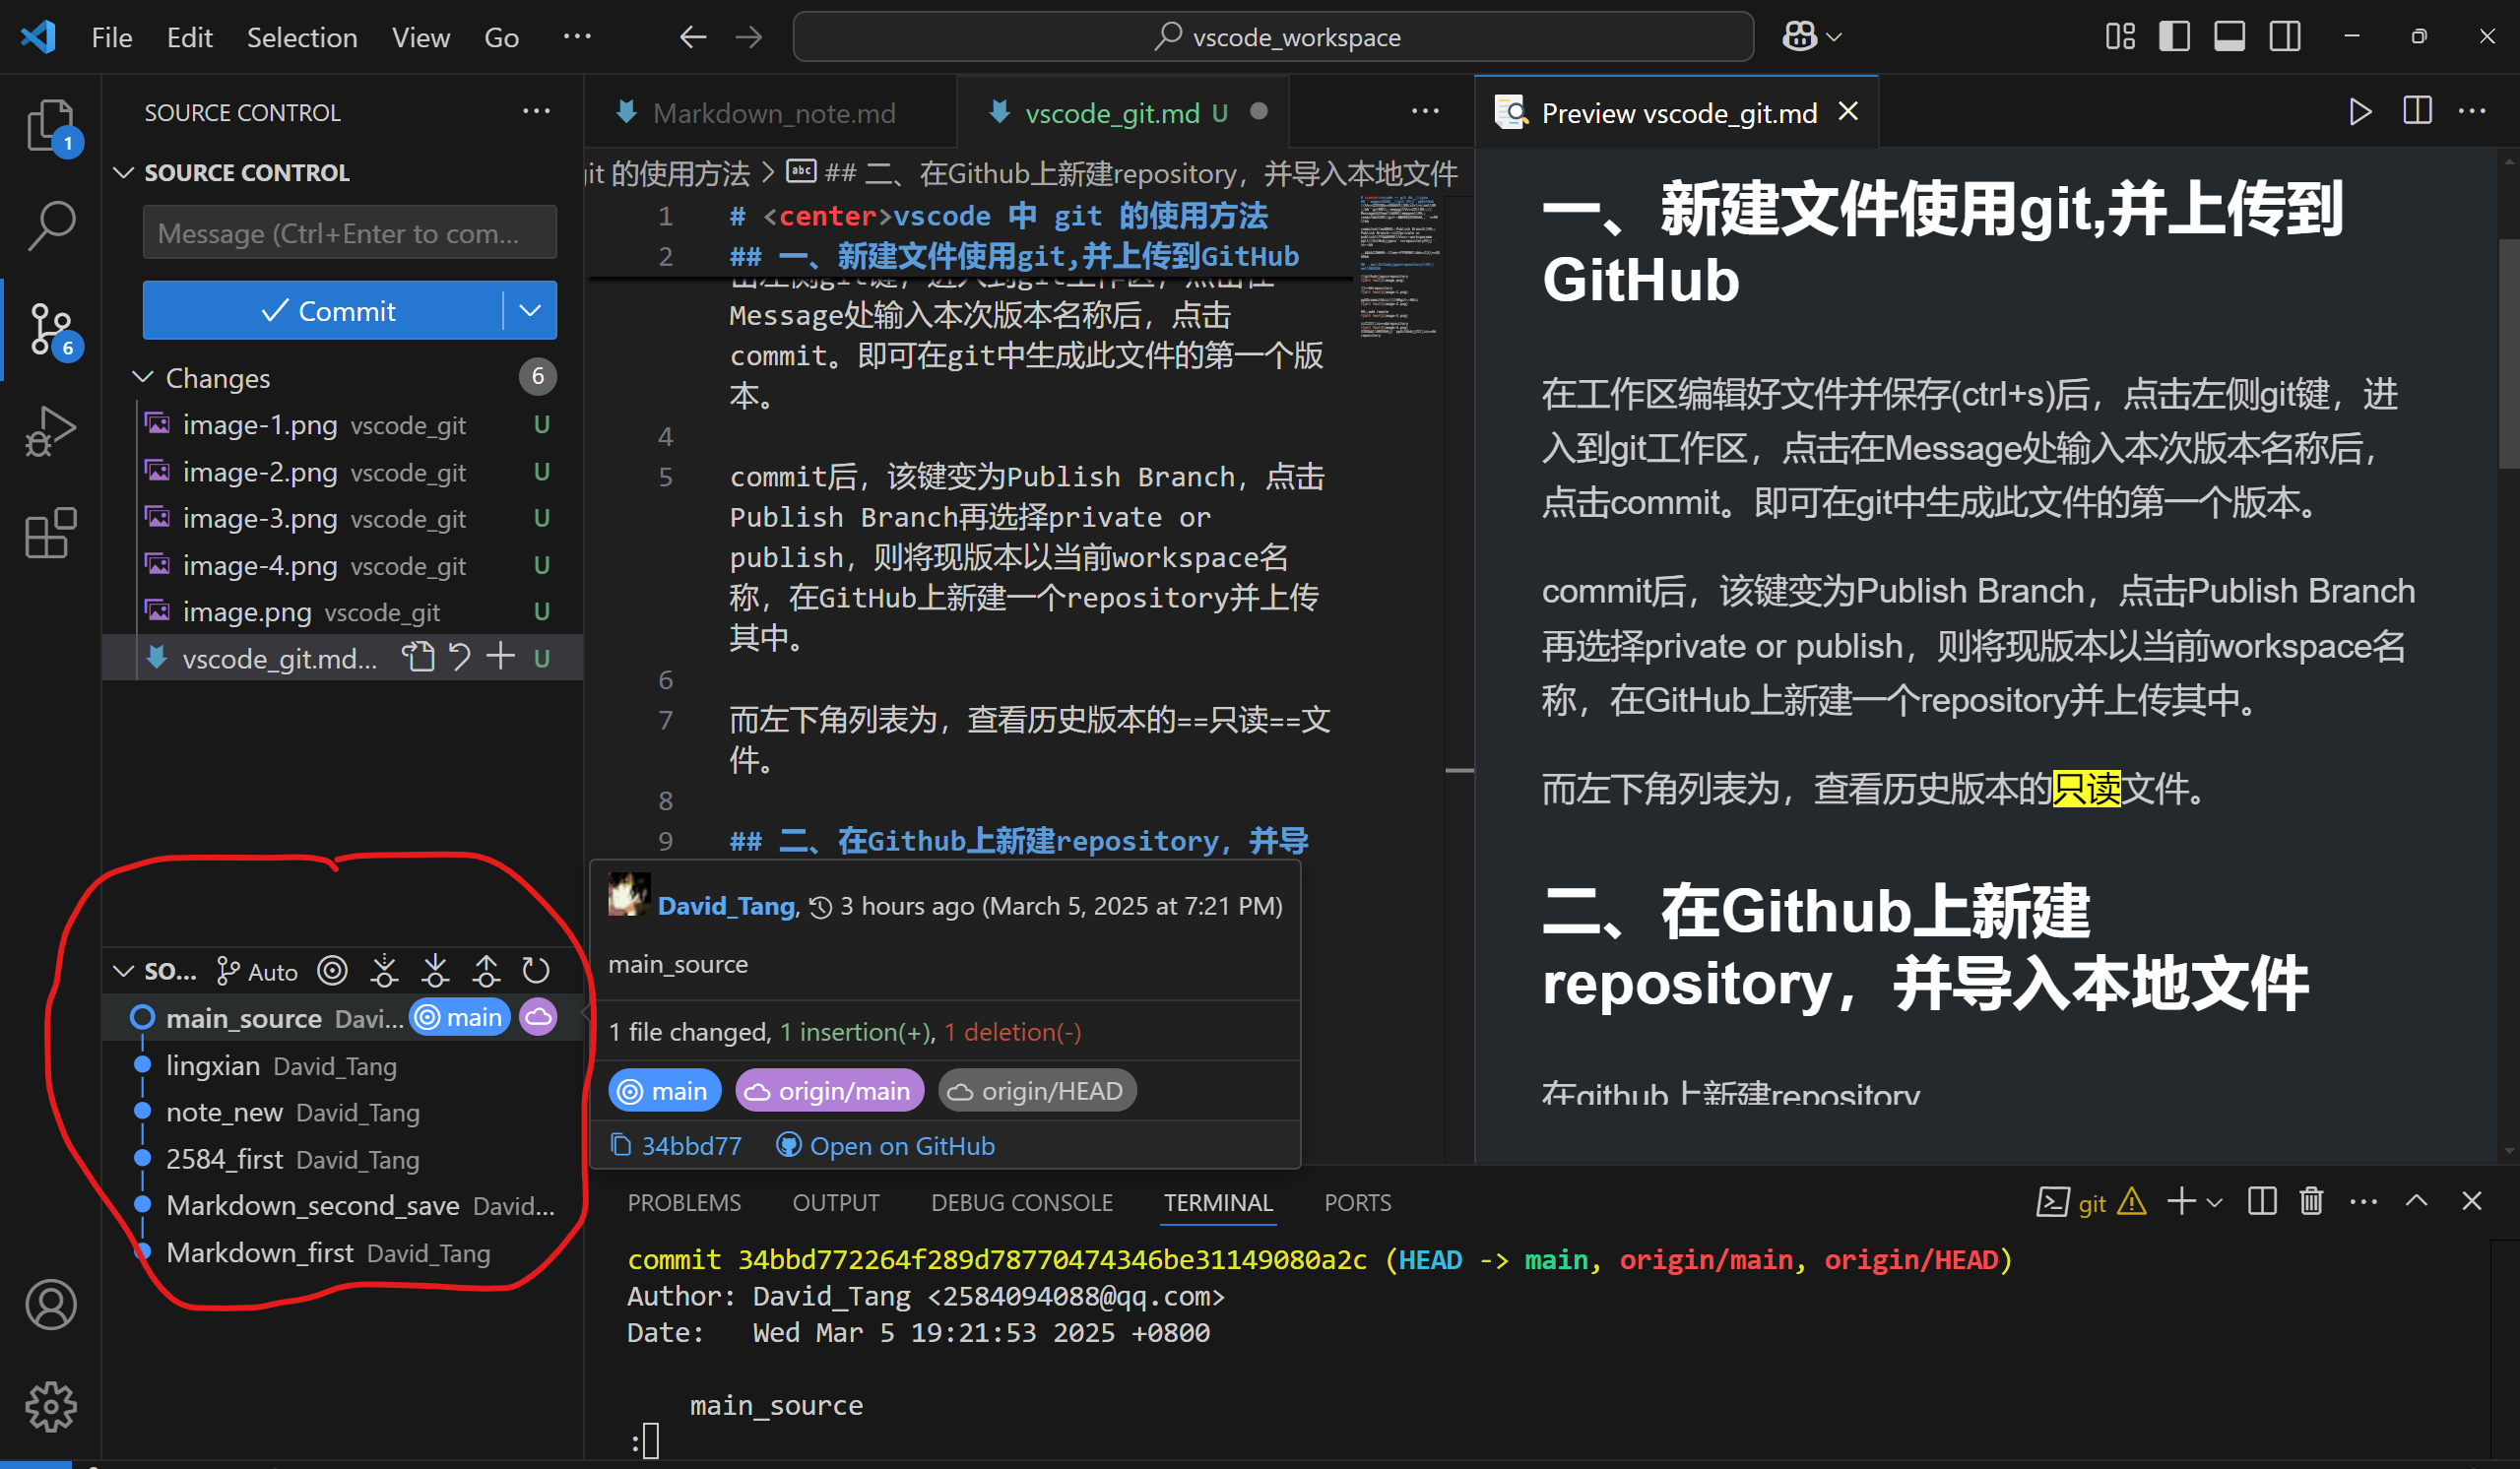 File Edit Selection View Go ··· vscode_workspace
SOURCE CONTROL ···
SOURCE CONTROL
Message (Ctrl+Enter to com...
Commit
Changes 6
image-1.png vscode_git U
image-2.png vscode_git U
image-3.png vscode_git U
image-4.png vscode_git U
image.png vscode_git U
vscode_git.md... U
1
6
SO... Auto
main_source Davi... main
lingxian David_Tang
note_new David_Tang
2584_first David_Tang
Markdown_second_save David...
Markdown_first David_Tang
Markdown_note.md vscode_git.md U ···
git 的使用方法 > abc ## 二、在Github上新建repository，并导入本地文件
1 # <center>vscode 中 git 的使用方法
2 ## 一、新建文件使用git,并上传到GitHub
击左侧git键，进入到git工作区，点击在
Message处输入本次版本名称后，点击
commit。即可在git中生成此文件的第一个版
本。
4
5 commit后，该键变为Publish Branch，点击
Publish Branch再选择private or
publish，则将现版本以当前workspace名
称，在GitHub上新建一个repository并上传
其中。
6
7 而左下角列表为，查看历史版本的==只读==文
件。
8
9 ## 二、在Github上新建repository，并导
David_Tang, 3 hours ago (March 5, 2025 at 7:21 PM)
main_source
1 file changed, 1 insertion(+), 1 deletion(-)
main origin/main origin/HEAD
34bbd77 Open on GitHub
Preview vscode_git.md
一、新建文件使用git,并上传到
GitHub
在工作区编辑好文件并保存(ctrl+s)后，点击左侧git键，进
入到git工作区，点击在Message处输入本次版本名称后，
点击commit。即可在git中生成此文件的第一个版本。
commit后，该键变为Publish Branch，点击Publish Branch
再选择private or publish，则将现版本以当前workspace名
称，在GitHub上新建一个repository并上传其中。
而左下角列表为，查看历史版本的只读文件。
二、在Github上新建
repository，并导入本地文件
在github上新建repository
PROBLEMS OUTPUT DEBUG CONSOLE TERMINAL PORTS git
commit 34bbd772264f289d78770474346be31149080a2c (HEAD -> main, origin/main, origin/HEAD)
Author: David_Tang <2584094088@qq.com>
Date: Wed Mar 5 19:21:53 2025 +0800
main_source
: